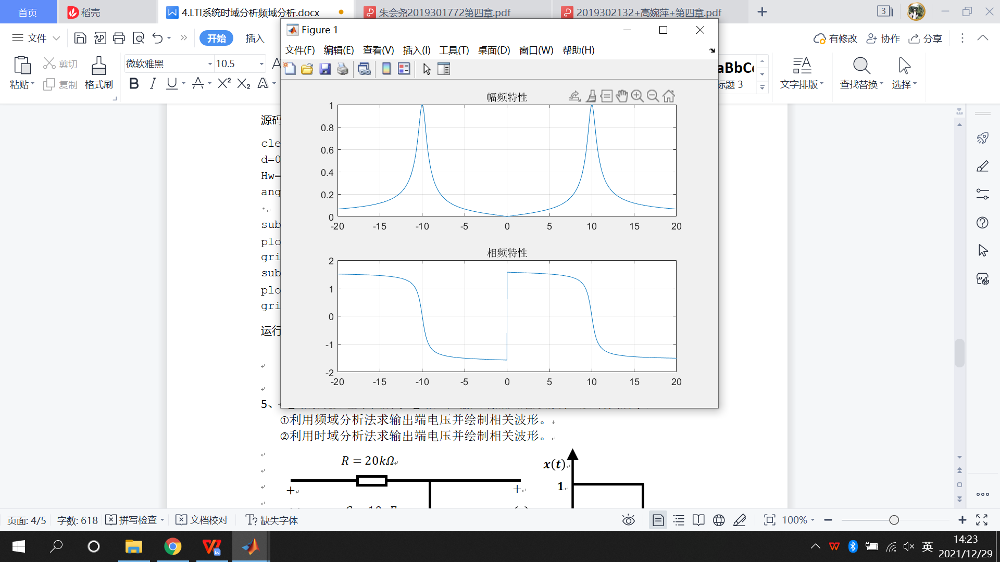 首页
稻壳
4.LTI系统时域分析频域分析.docx
朱会尧2019301772第四章.pdf
2019302132+高婉萍+第四章.pdf
3
文件
开始
插入
有修改
协作
分享
粘贴
剪切
复制
格式刷
微软雅黑
10.5
标题 3
文字排版
查找替换
选择
Figure 1
文件(F) 编辑(E) 查看(V) 插入(I) 工具(T) 桌面(D) 窗口(W) 帮助(H)
幅频特性
1
0.8
0.6
0.4
0.2
0
-20 -15 -10 -5 0 5 10 15 20
相频特性
2
1
0
-1
-2
-20 -15 -10 -5 0 5 10 15 20
源码
cle
d=0
Hw=
ang
sub
plo
gri
sub
plo
gri
运行
5、
①利用频域分析法求输出端电压并绘制相关波形。
②利用时域分析法求输出端电压并绘制相关波形。
R = 20kΩ
+
+
x(t)
1
页面: 4/5 字数: 618 拼写检查 文档校对 缺失字体
100%
英
14:23
2021/12/29